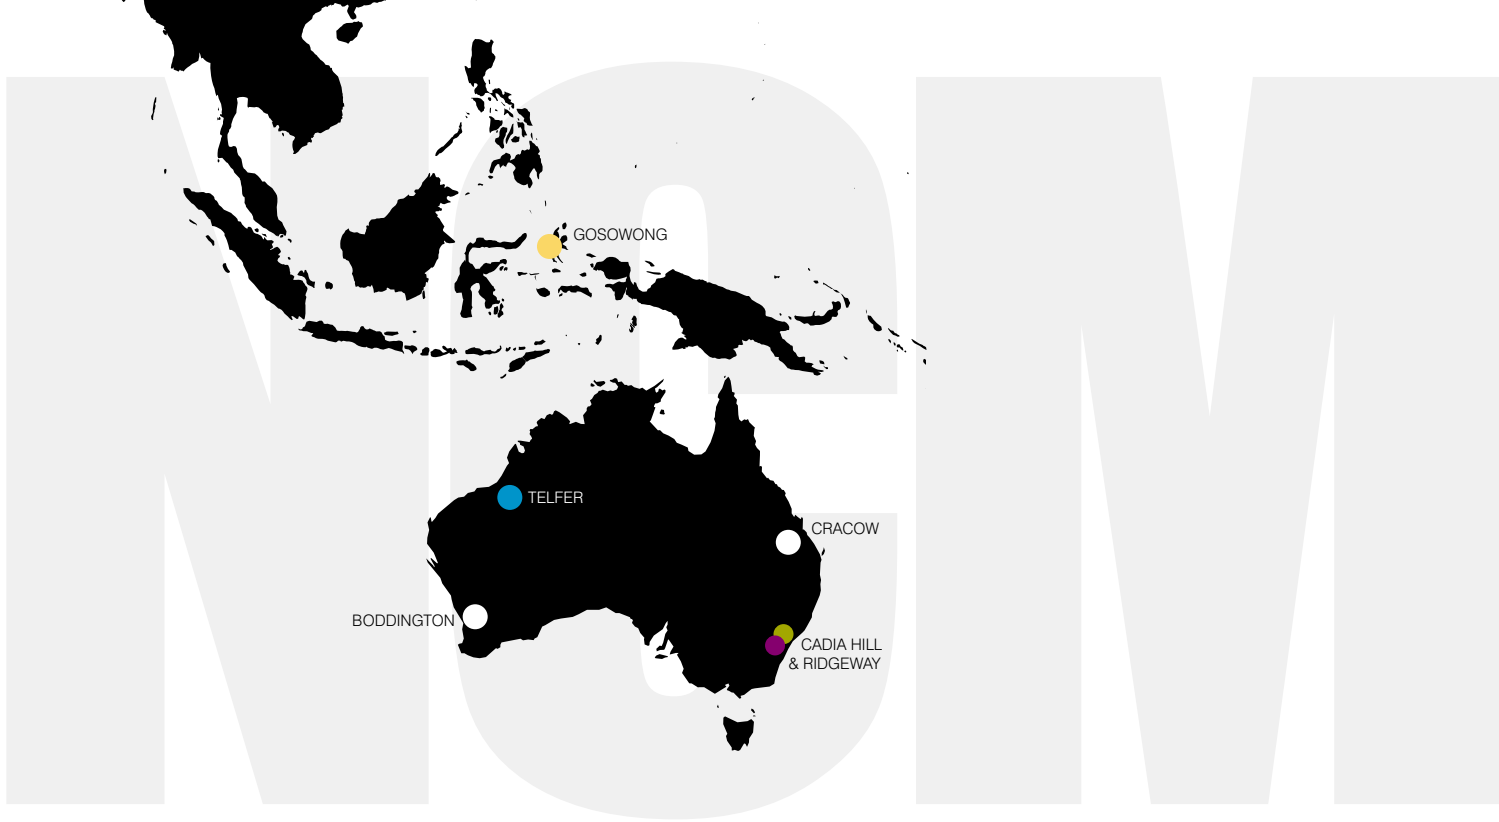 NCM
GOSOWONG
TELFER
CRACOW
BODDINGTON
CADIA HILL
& RIDGEWAY